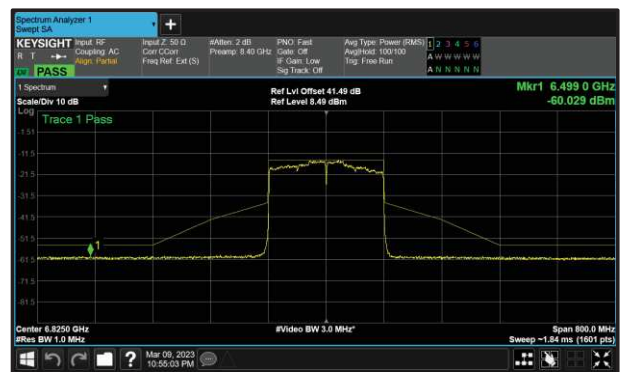 Spectrum Analyzer 1
Swept SA
+
KEYSIGHT Input: RF Input Z: 50 Ω #Atten: 2 dB PNO: Fast Avg Type: Power (RMS) 1 2 3 4 5 6
R T Coupling: AC Corr CCorr Preamp: 8.40 GHz Gate: Off Avg|Hold: 100/100 A W W W W W
Align: Partial Freq Ref: Ext (S) IF Gain: Low Trig: Free Run
PASS Sig Track: Off A N N N N N
1 Spectrum Ref Lvl Offset 41.49 dB Mkr1 6.499 0 GHz
Scale/Div 10 dB Ref Level 8.49 dBm -60.029 dBm
Log
Trace 1 Pass
-1.51
-11.5
-21.5
-31.5
-41.5
-51.5
1
-61.5
-71.5
-81.5
Center 6.8250 GHz #Video BW 3.0 MHz* Span 800.0 MHz
#Res BW 1.0 MHz Sweep ~1.84 ms (1601 pts)
? Mar 09, 2023
10:55:03 PM